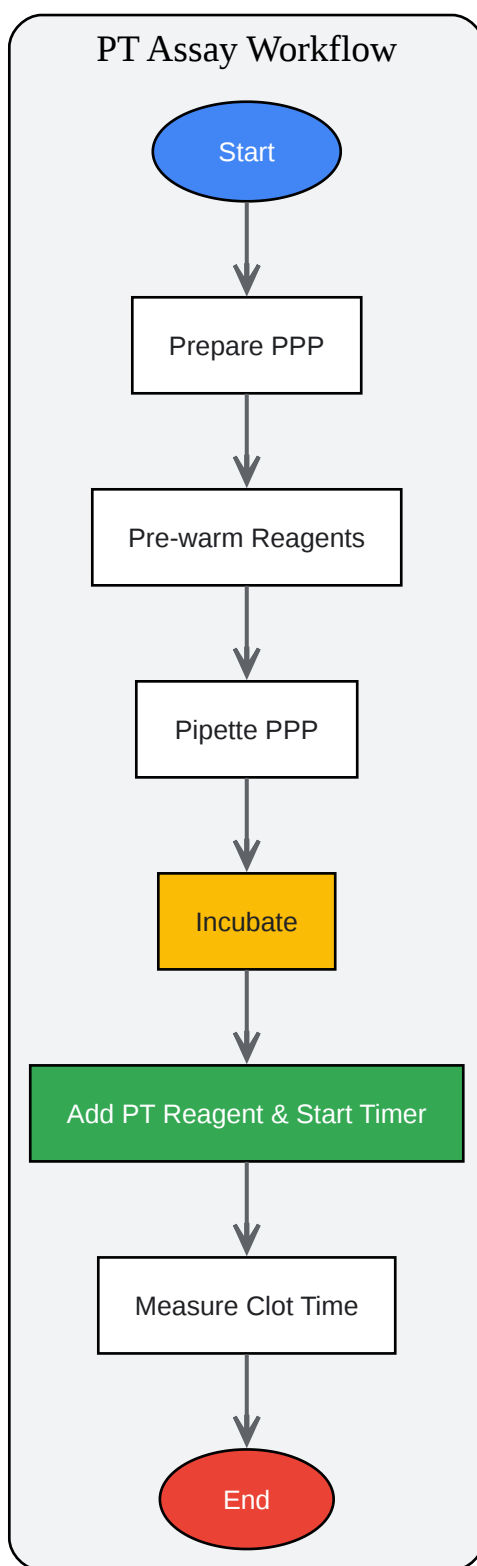 PT Assay Workflow
Start
Prepare PPP
Pre-warm Reagents
Pipette PPP
Incubate
Add PT Reagent & Start Timer
Measure Clot Time
End